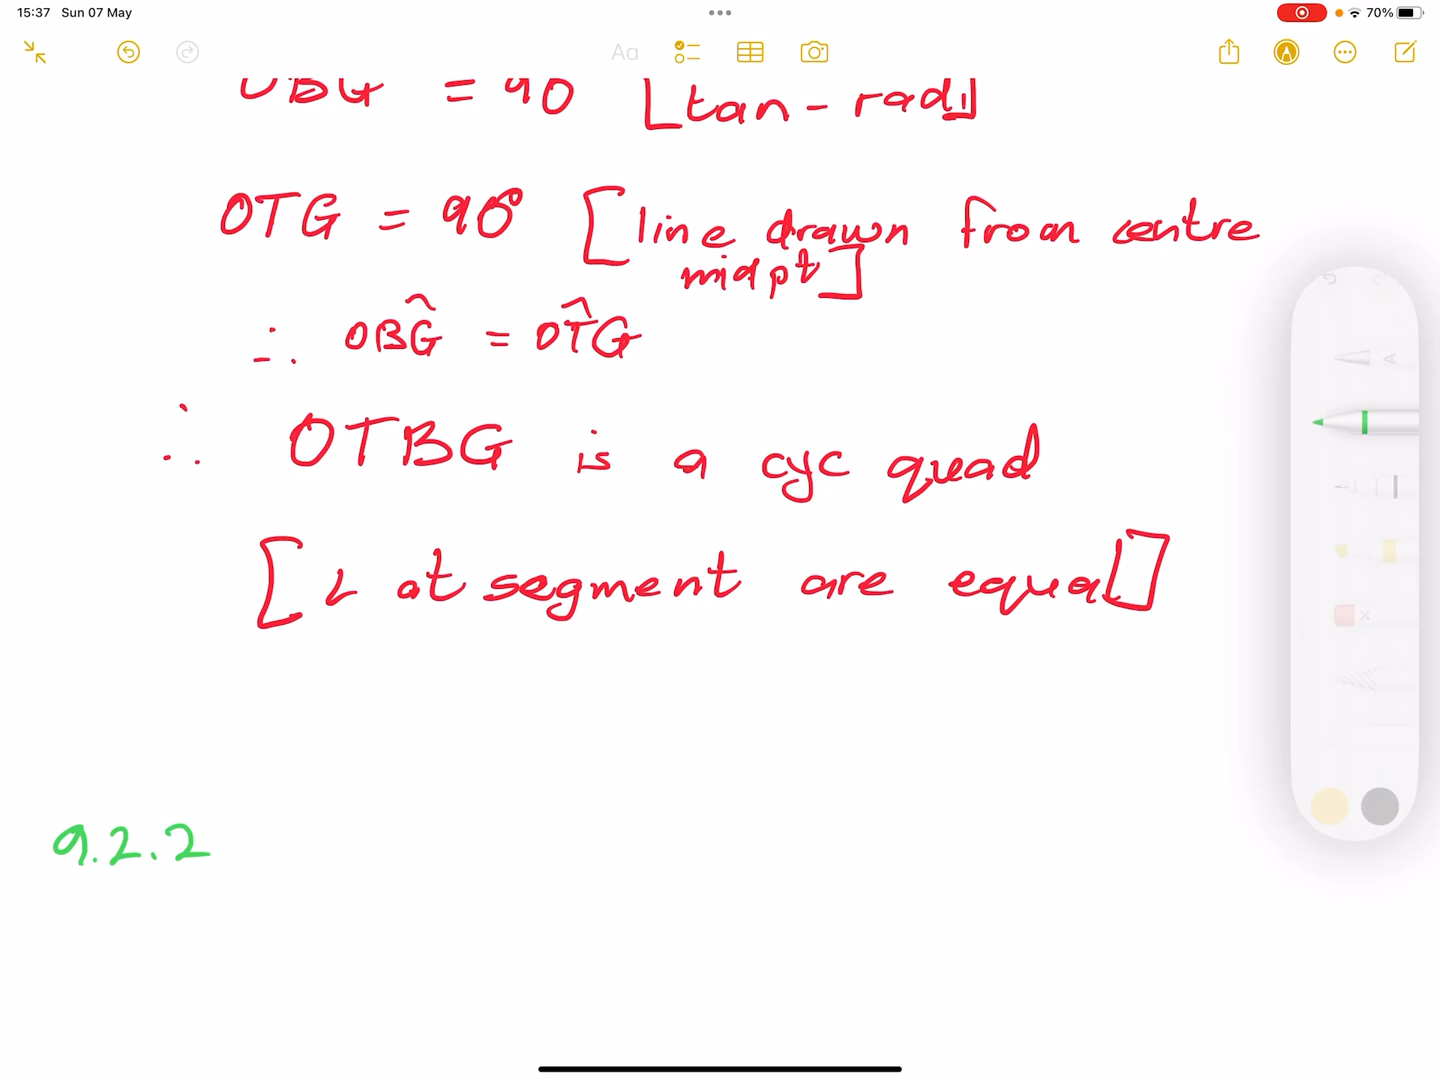 15:37 Sun 07 May
70%
Aa
OBG = 90 [tan - rad]
OTG = 90° [line drawn from centre
midpt]
∴ OBĜ = OT̂G
∴ OTBG is a cyc quad
[∠ at segment are equal]
9.2.2